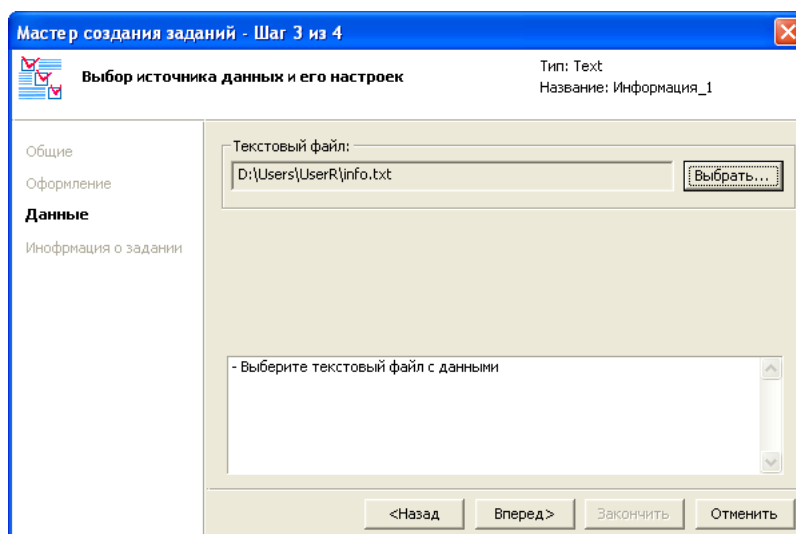 Мастер создания заданий - Шаг 3 из 4
Выбор источника данных и его настроек
Тип: Text
Название: Информация_1
Общие
Оформление
Данные
Инофрмация о задании
Текстовый файл:
D:\Users\UserR\info.txt
Выбрать...
- Выберите текстовый файл с данными
<Назад
Вперед>
Закончить
Отменить